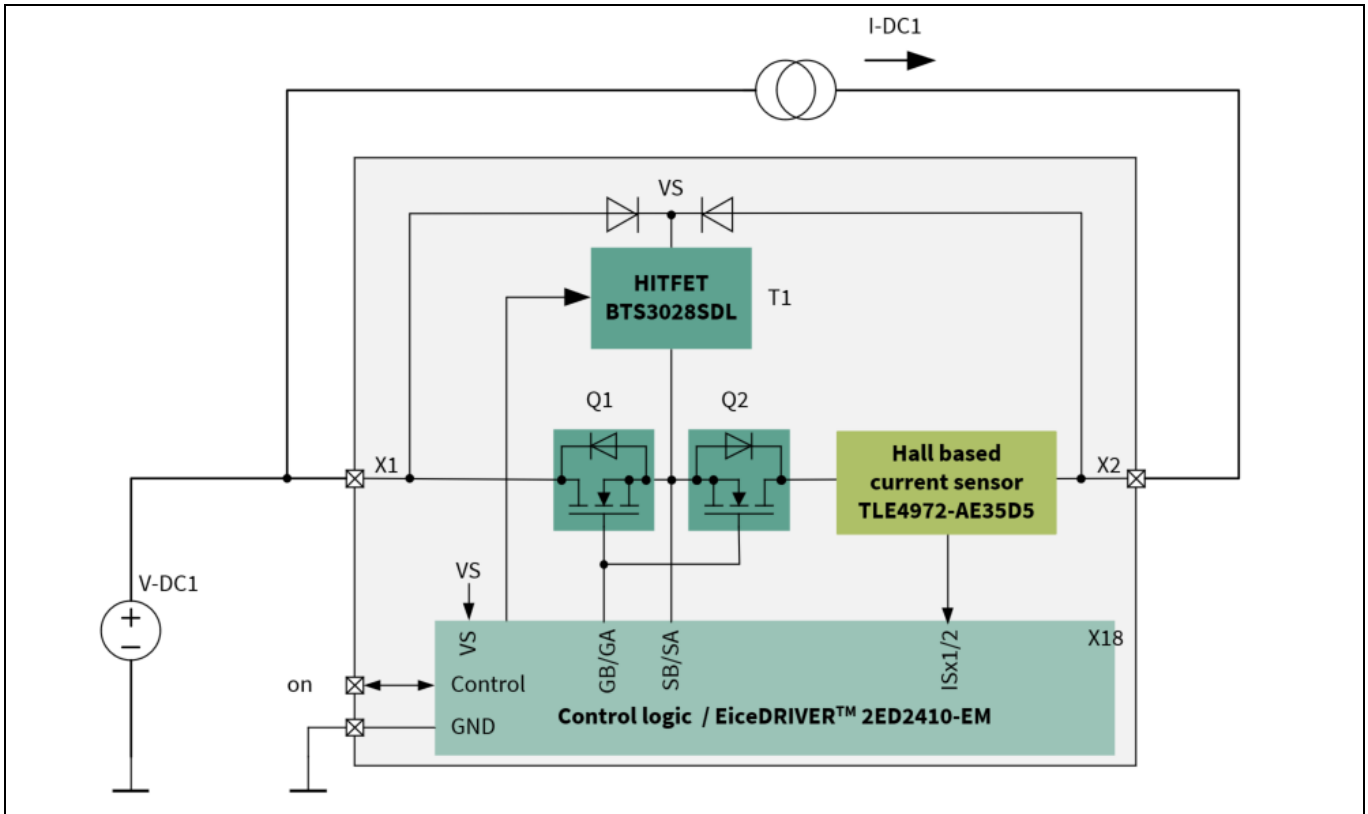 I-DC1
VS
HITFET
BTS3028SDL
T1
Q1
Q2
X1
Hall based
current sensor
TLE4972-AE35D5
X2
V-DC1
+
−
VS
VS
GB/GA
SB/SA
ISx1/2
X18
on
Control
Control logic / EiceDRIVER™ 2ED2410-EM
GND